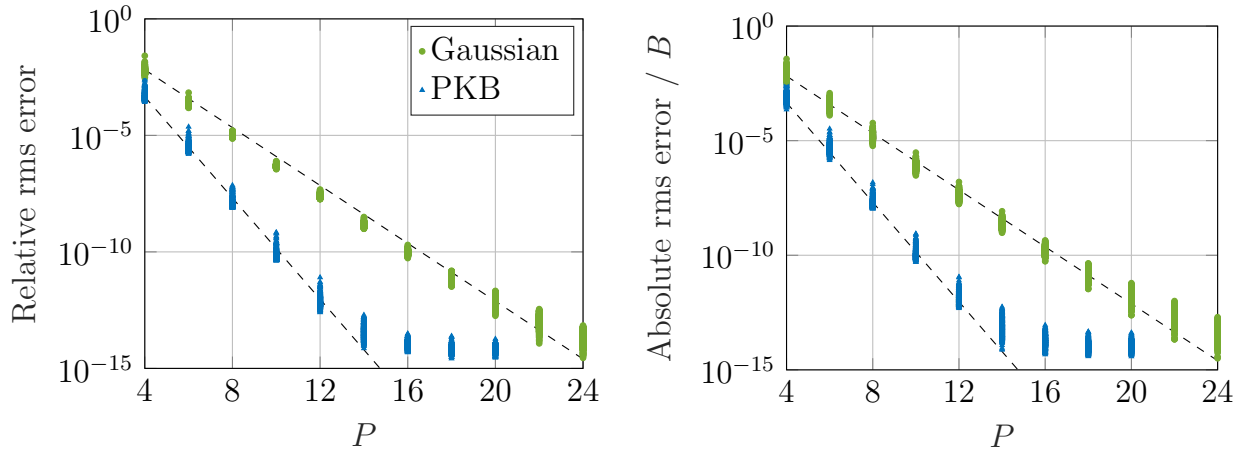 Relative rms error
10^0
10^{-5}
10^{-10}
10^{-15}
4 8 12 16 20 24
P
Gaussian
PKB
Absolute rms error / B
10^0
10^{-5}
10^{-10}
10^{-15}
4 8 12 16 20 24
P